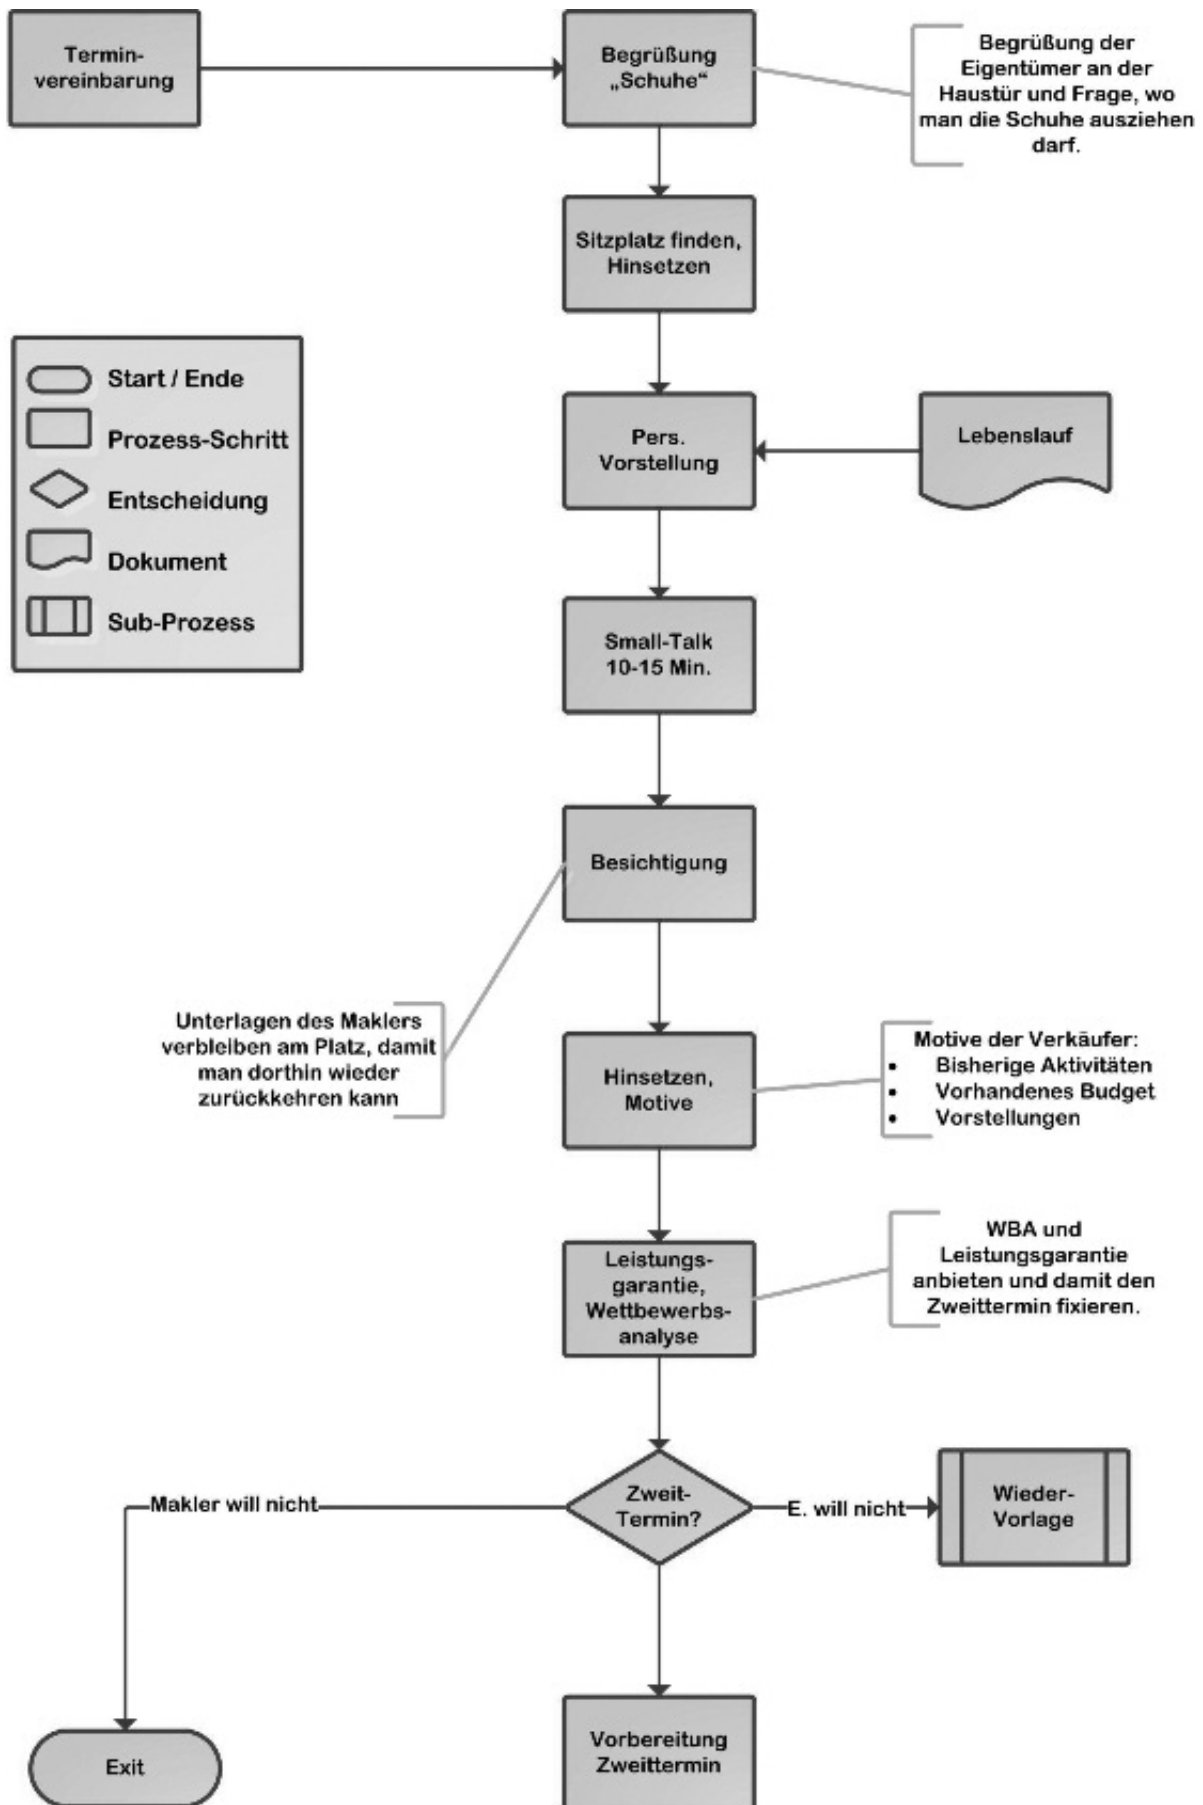 Termin-
vereinbarung
Begrüßung
„Schuhe“
Begrüßung der
Eigentümer an der
Haustür und Frage, wo
man die Schuhe ausziehen
darf.
Sitzplatz finden,
Hinsetzen
Start / Ende
Prozess-Schritt
Entscheidung
Dokument
Sub-Prozess
Pers.
Vorstellung
Lebenslauf
Small-Talk
10-15 Min.
Besichtigung
Unterlagen des Maklers
verbleiben am Platz, damit
man dorthin wieder
zurückkehren kann
Hinsetzen,
Motive
Motive der Verkäufer:
• Bisherige Aktivitäten
• Vorhandenes Budget
• Vorstellungen
Leistungs-
garantie,
Wettbewerbs-
analyse
WBA und
Leistungsgarantie
anbieten und damit den
Zweittermin fixieren.
Zweit-
Termin?
Makler will nicht
E. will nicht
Wieder-
Vorlage
Exit
Vorbereitung
Zweittermin